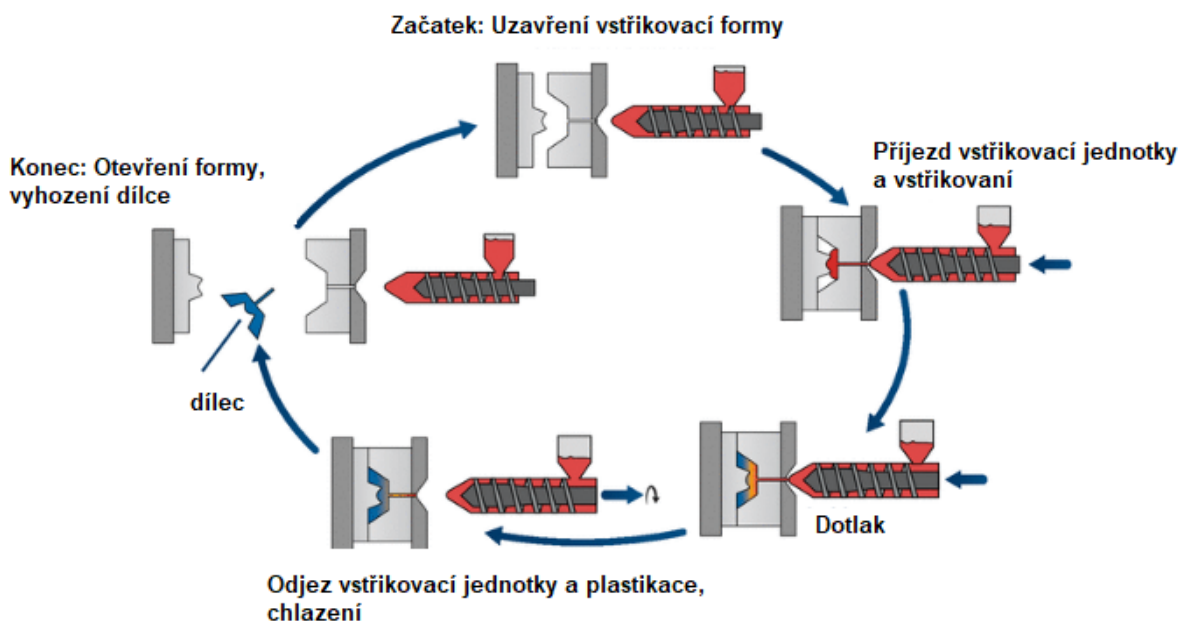 Začatek: Uzavření vstřikovací formy
Příjezd vstřikovací jednotky
a vstřikovaní
Dotlak
Odjez vstřikovací jednotky a plastikace,
chlazení
dílec
Konec: Otevření formy,
vyhození dílce